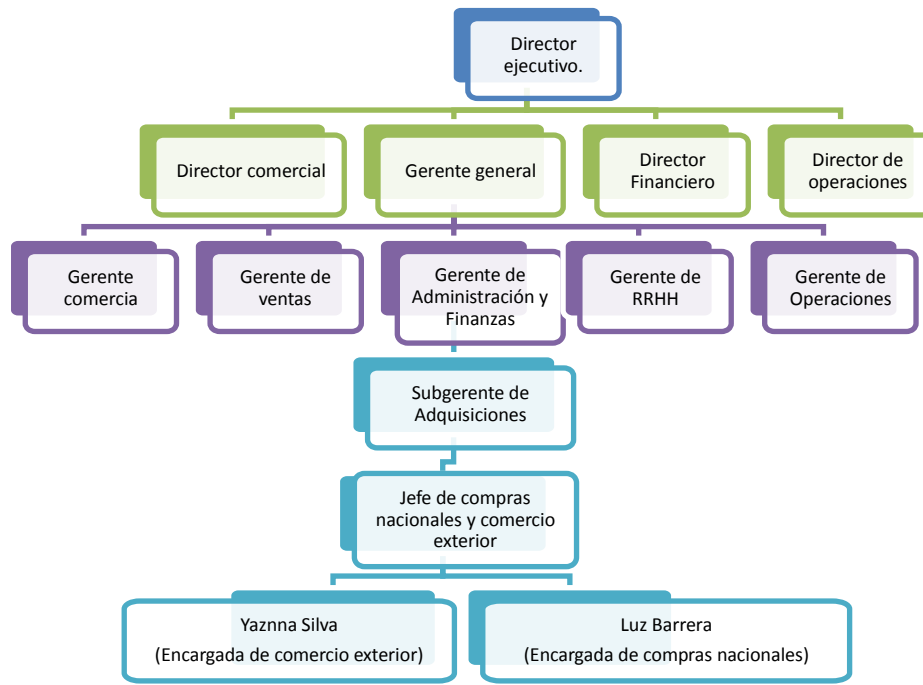 Director
ejecutivo.
Director comercial
Gerente general
Director
Financiero
Director de
operaciones
Gerente
comercia
Gerente de
ventas
Gerente de
Administración y
Finanzas
Gerente de
RRHH
Gerente de
Operaciones
Subgerente de
Adquisiciones
Jefe de compras
nacionales y comercio
exterior
Yaznna Silva
(Encargada de comercio exterior)
Luz Barrera
(Encargada de compras nacionales)